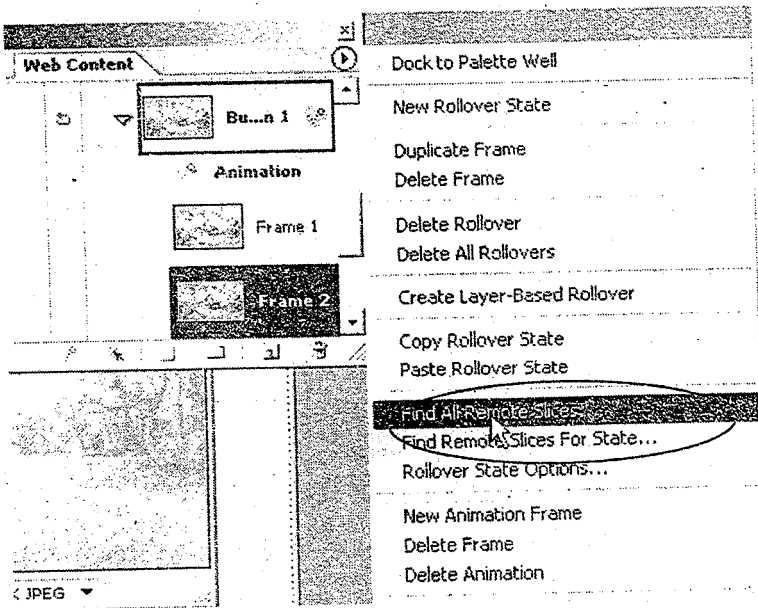 Web Content
Bu...n 1
Animation
Frame 1
Frame 2
JPEG
Dock to Palette Well
New Rollover State
Duplicate Frame
Delete Frame
Delete Rollover
Delete All Rollovers
Create Layer-Based Rollover
Copy Rollover State
Paste Rollover State
Find All Remote Slices
Find Remote Slices For State...
Rollover State Options...
New Animation Frame
Delete Frame
Delete Animation